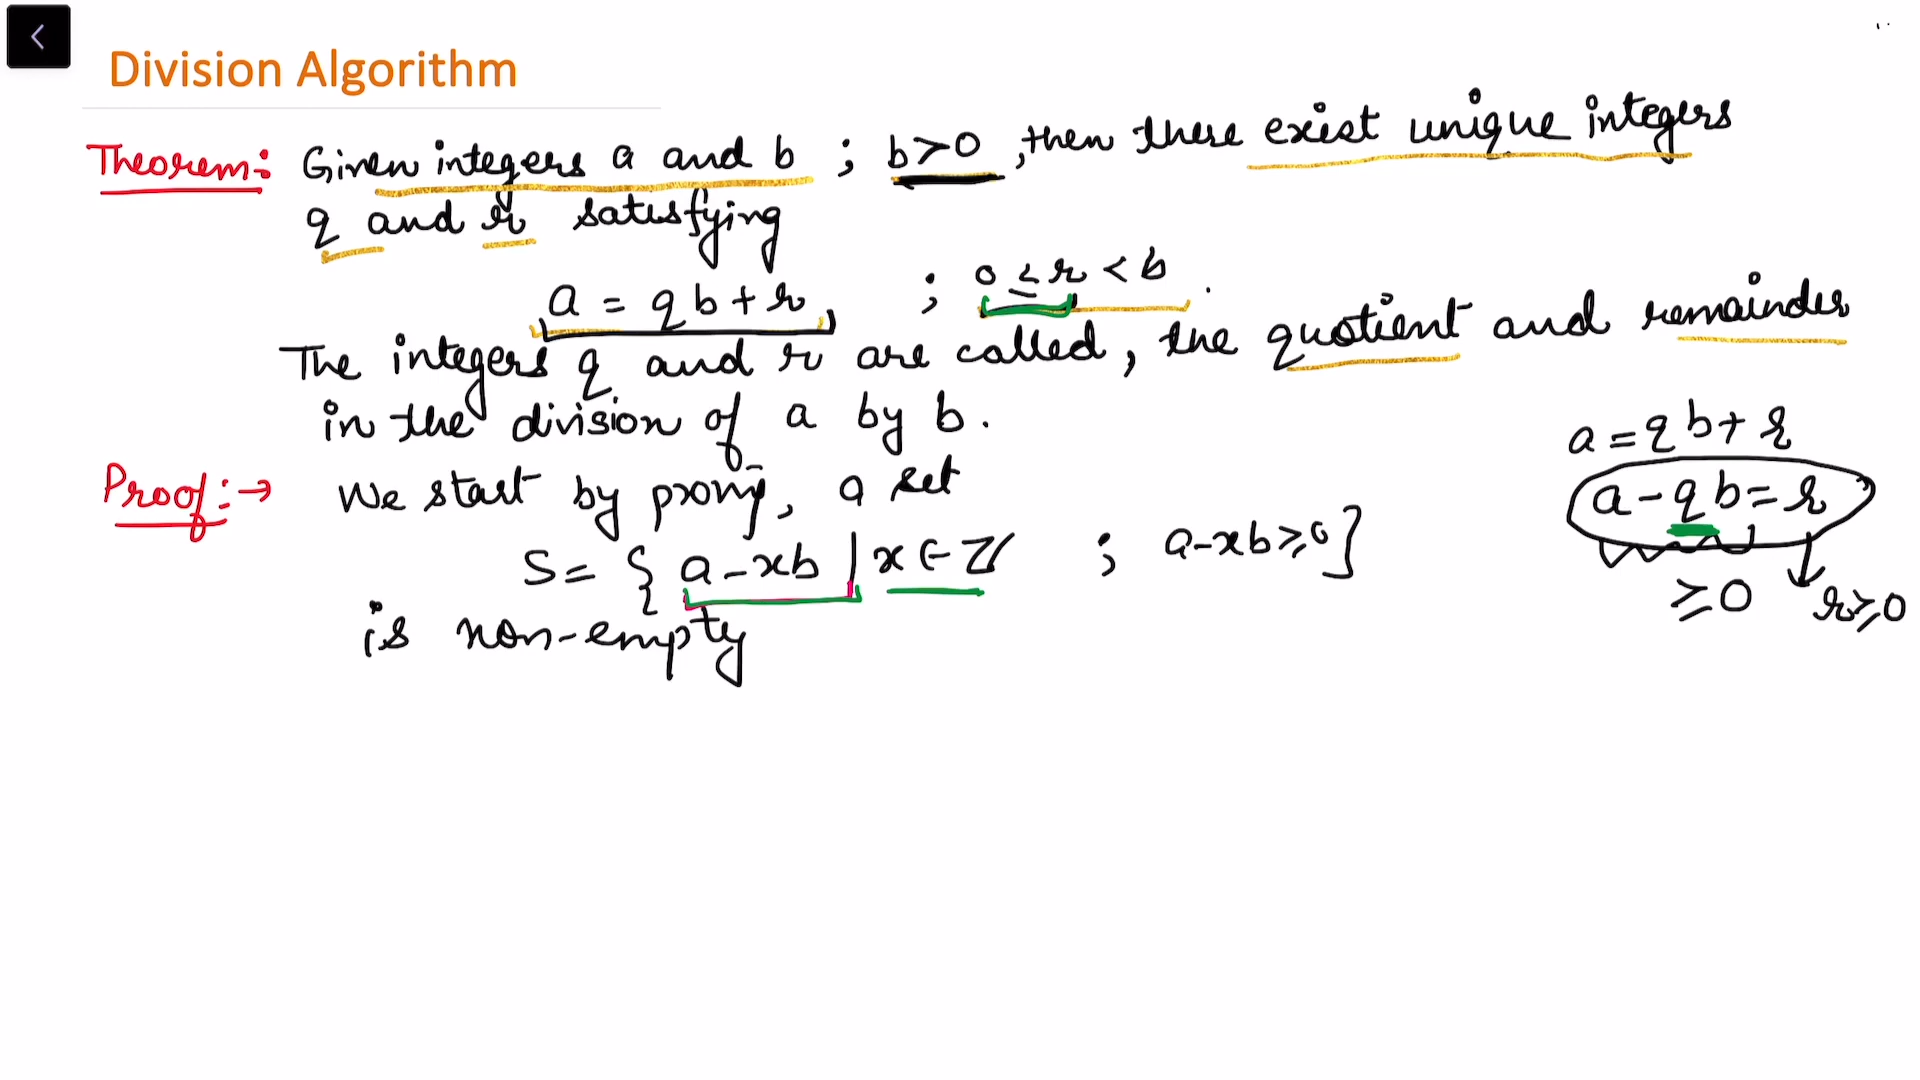 Division Algorithm
Theorem: Given integers a and b ; b>0 , then there exist unique integers
q and r satisfying
a = qb+r ; 0 ≤ r < b .
The integers q and r are called, the quotient and remainder
in the division of a by b.
Proof:→ We start by proving, a set
S = { a-xb | x ∈ Z ; a-xb≥0 }
is non-empty
a = qb+r
a-qb=r
≥0 r≥0